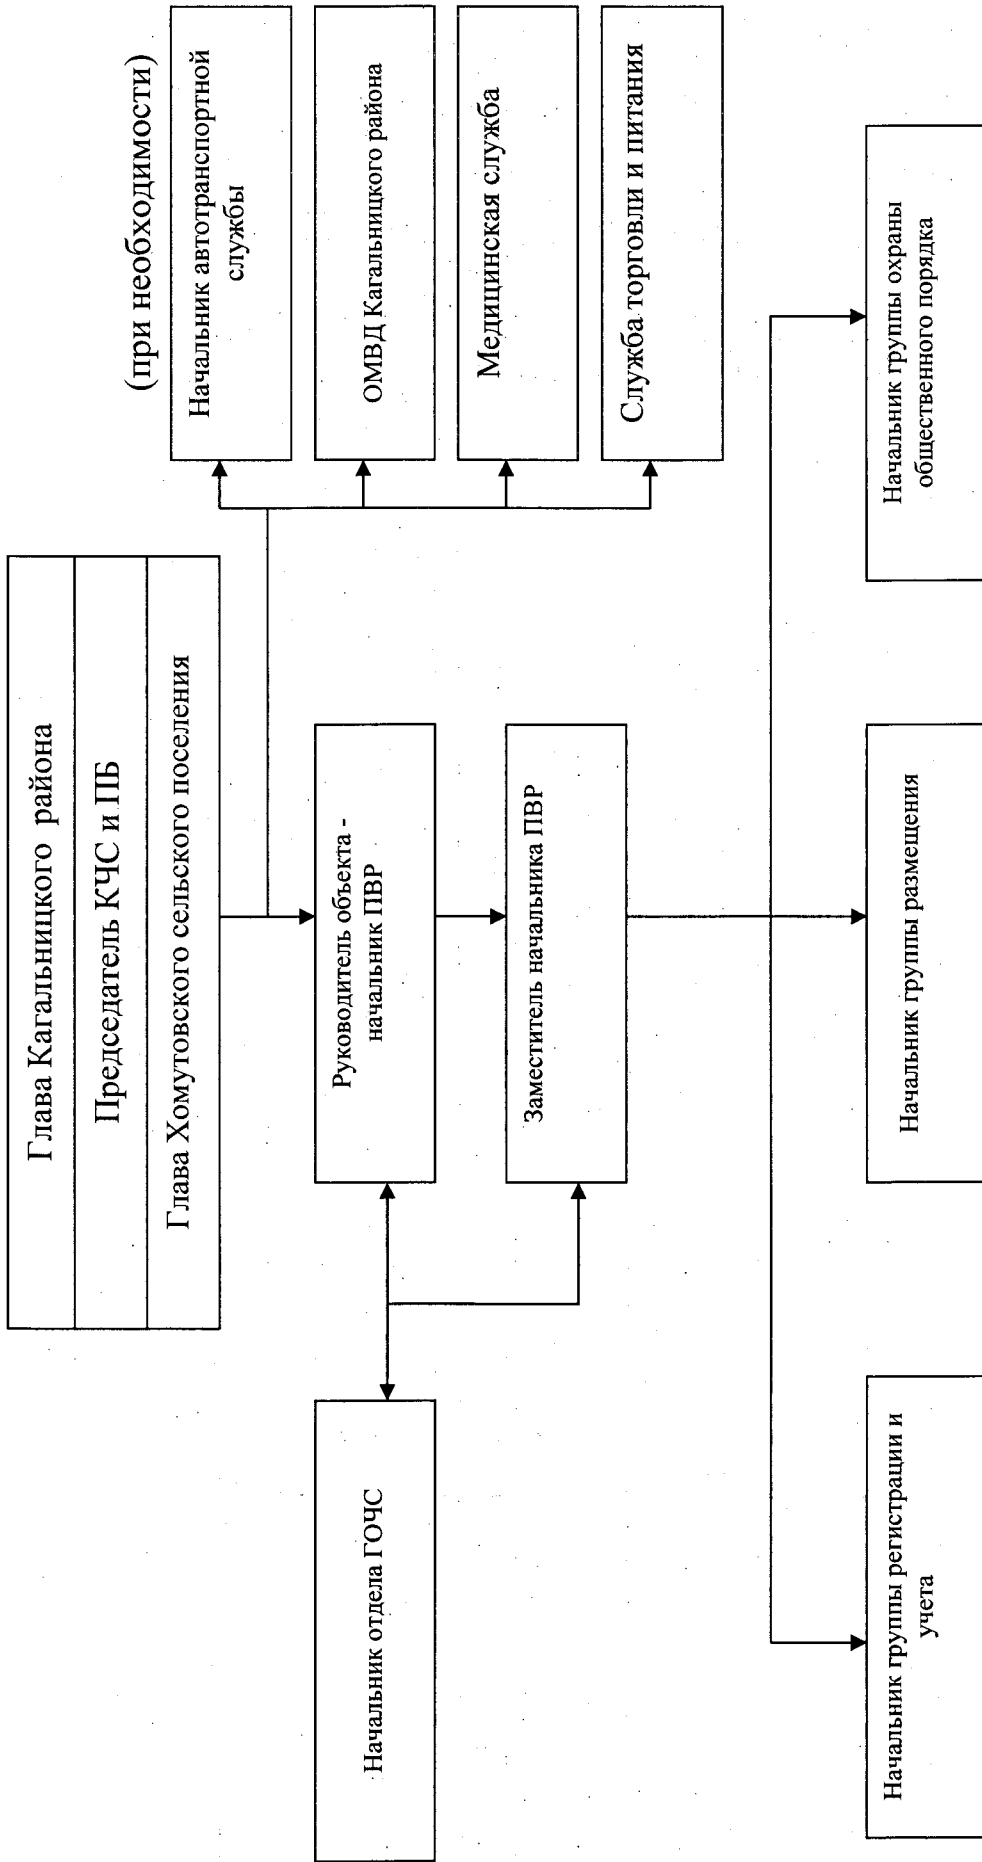 Глава Кагальницкого района
Председатель КЧС и ПБ
Глава Хомутовского сельского поселения
(при необходимости)
Начальник автотранспортной
службы
ОМВД Кагальницкого района
Медицинская служба
Служба торговли и питания
Начальник отдела ГОЧС
Руководитель объекта -
начальник ПВР
Заместитель начальника ПВР
Начальник группы регистрации и
учета
Начальник группы размещения
Начальник группы охраны
общественного порядка